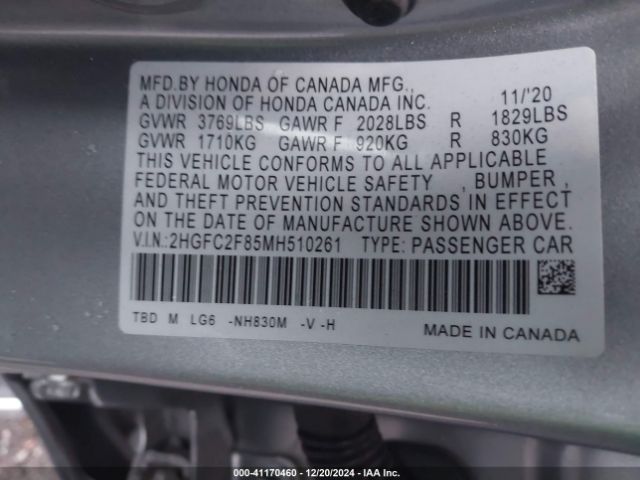 MFD.BY HONDA OF CANADA MFG.,
A DIVISION OF HONDA CANADA INC. 11/'20
GVWR 3769LBS GAWR F 2028LBS R 1829LBS
GVWR 1710KG GAWR F 920KG R 830KG
THIS VEHICLE CONFORMS TO ALL APPLICABLE
FEDERAL MOTOR VEHICLE SAFETY , BUMPER ,
AND THEFT PREVENTION STANDARDS IN EFFECT
ON THE DATE OF MANUFACTURE SHOWN ABOVE.
V.I.N.:2HGFC2F85MH510261 TYPE: PASSENGER CAR
TBD M LG6 -NH830M -V -H
MADE IN CANADA
000-41170460 - 12/20/2024 - IAA Inc.